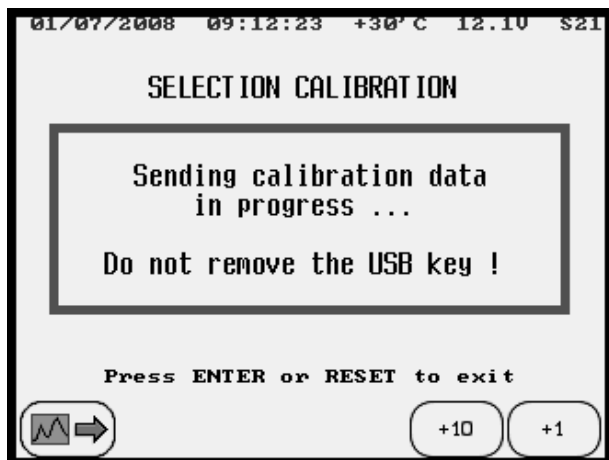 01/07/2008 09:12:23 +30°C 12.1V S21
SELECTION CALIBRATION
Sending calibration data
in progress ...
Do not remove the USB key !
Press ENTER or RESET to exit
+10 +1